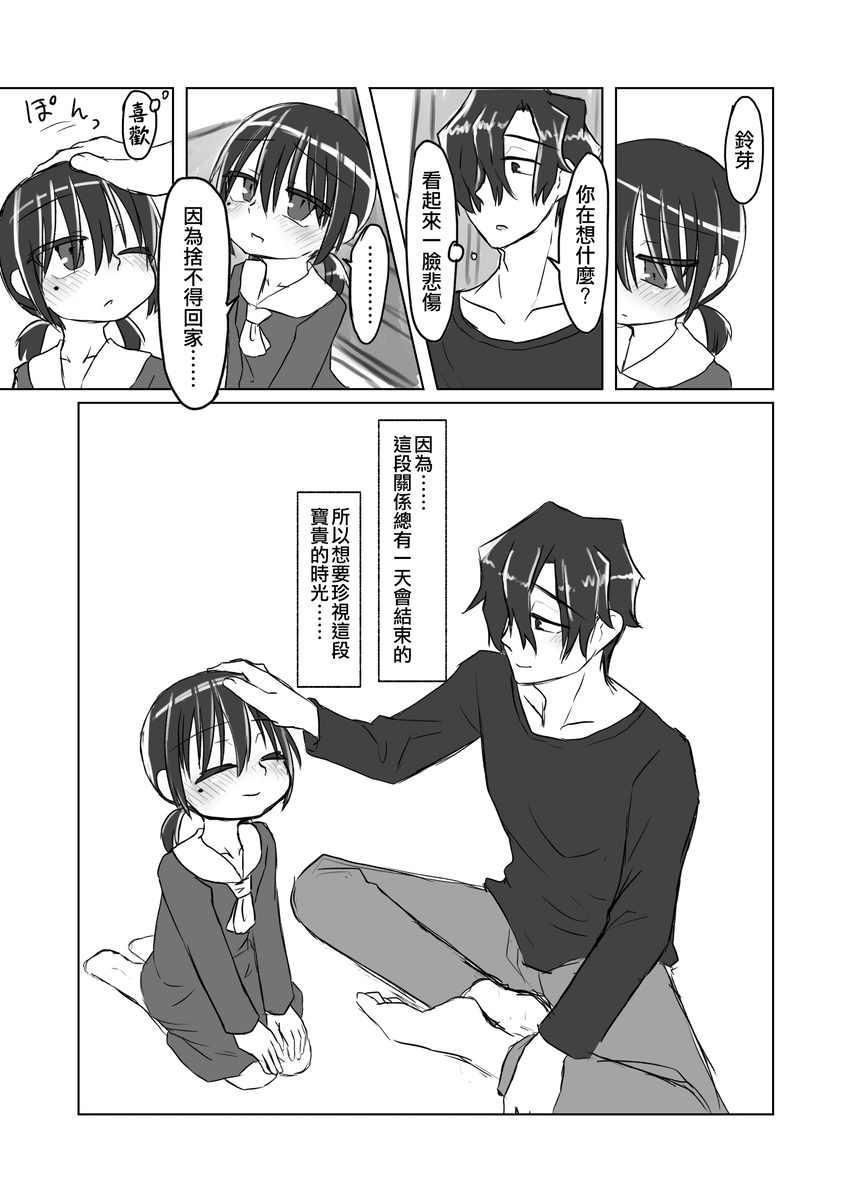 鈴芽
你在想什麼？
看起來一臉悲傷
………
因為捨不得回家……
喜歡
ぽんっ
因為……
這段關係總有一天會結束的
所以想要珍視這段
寶貴的時光……